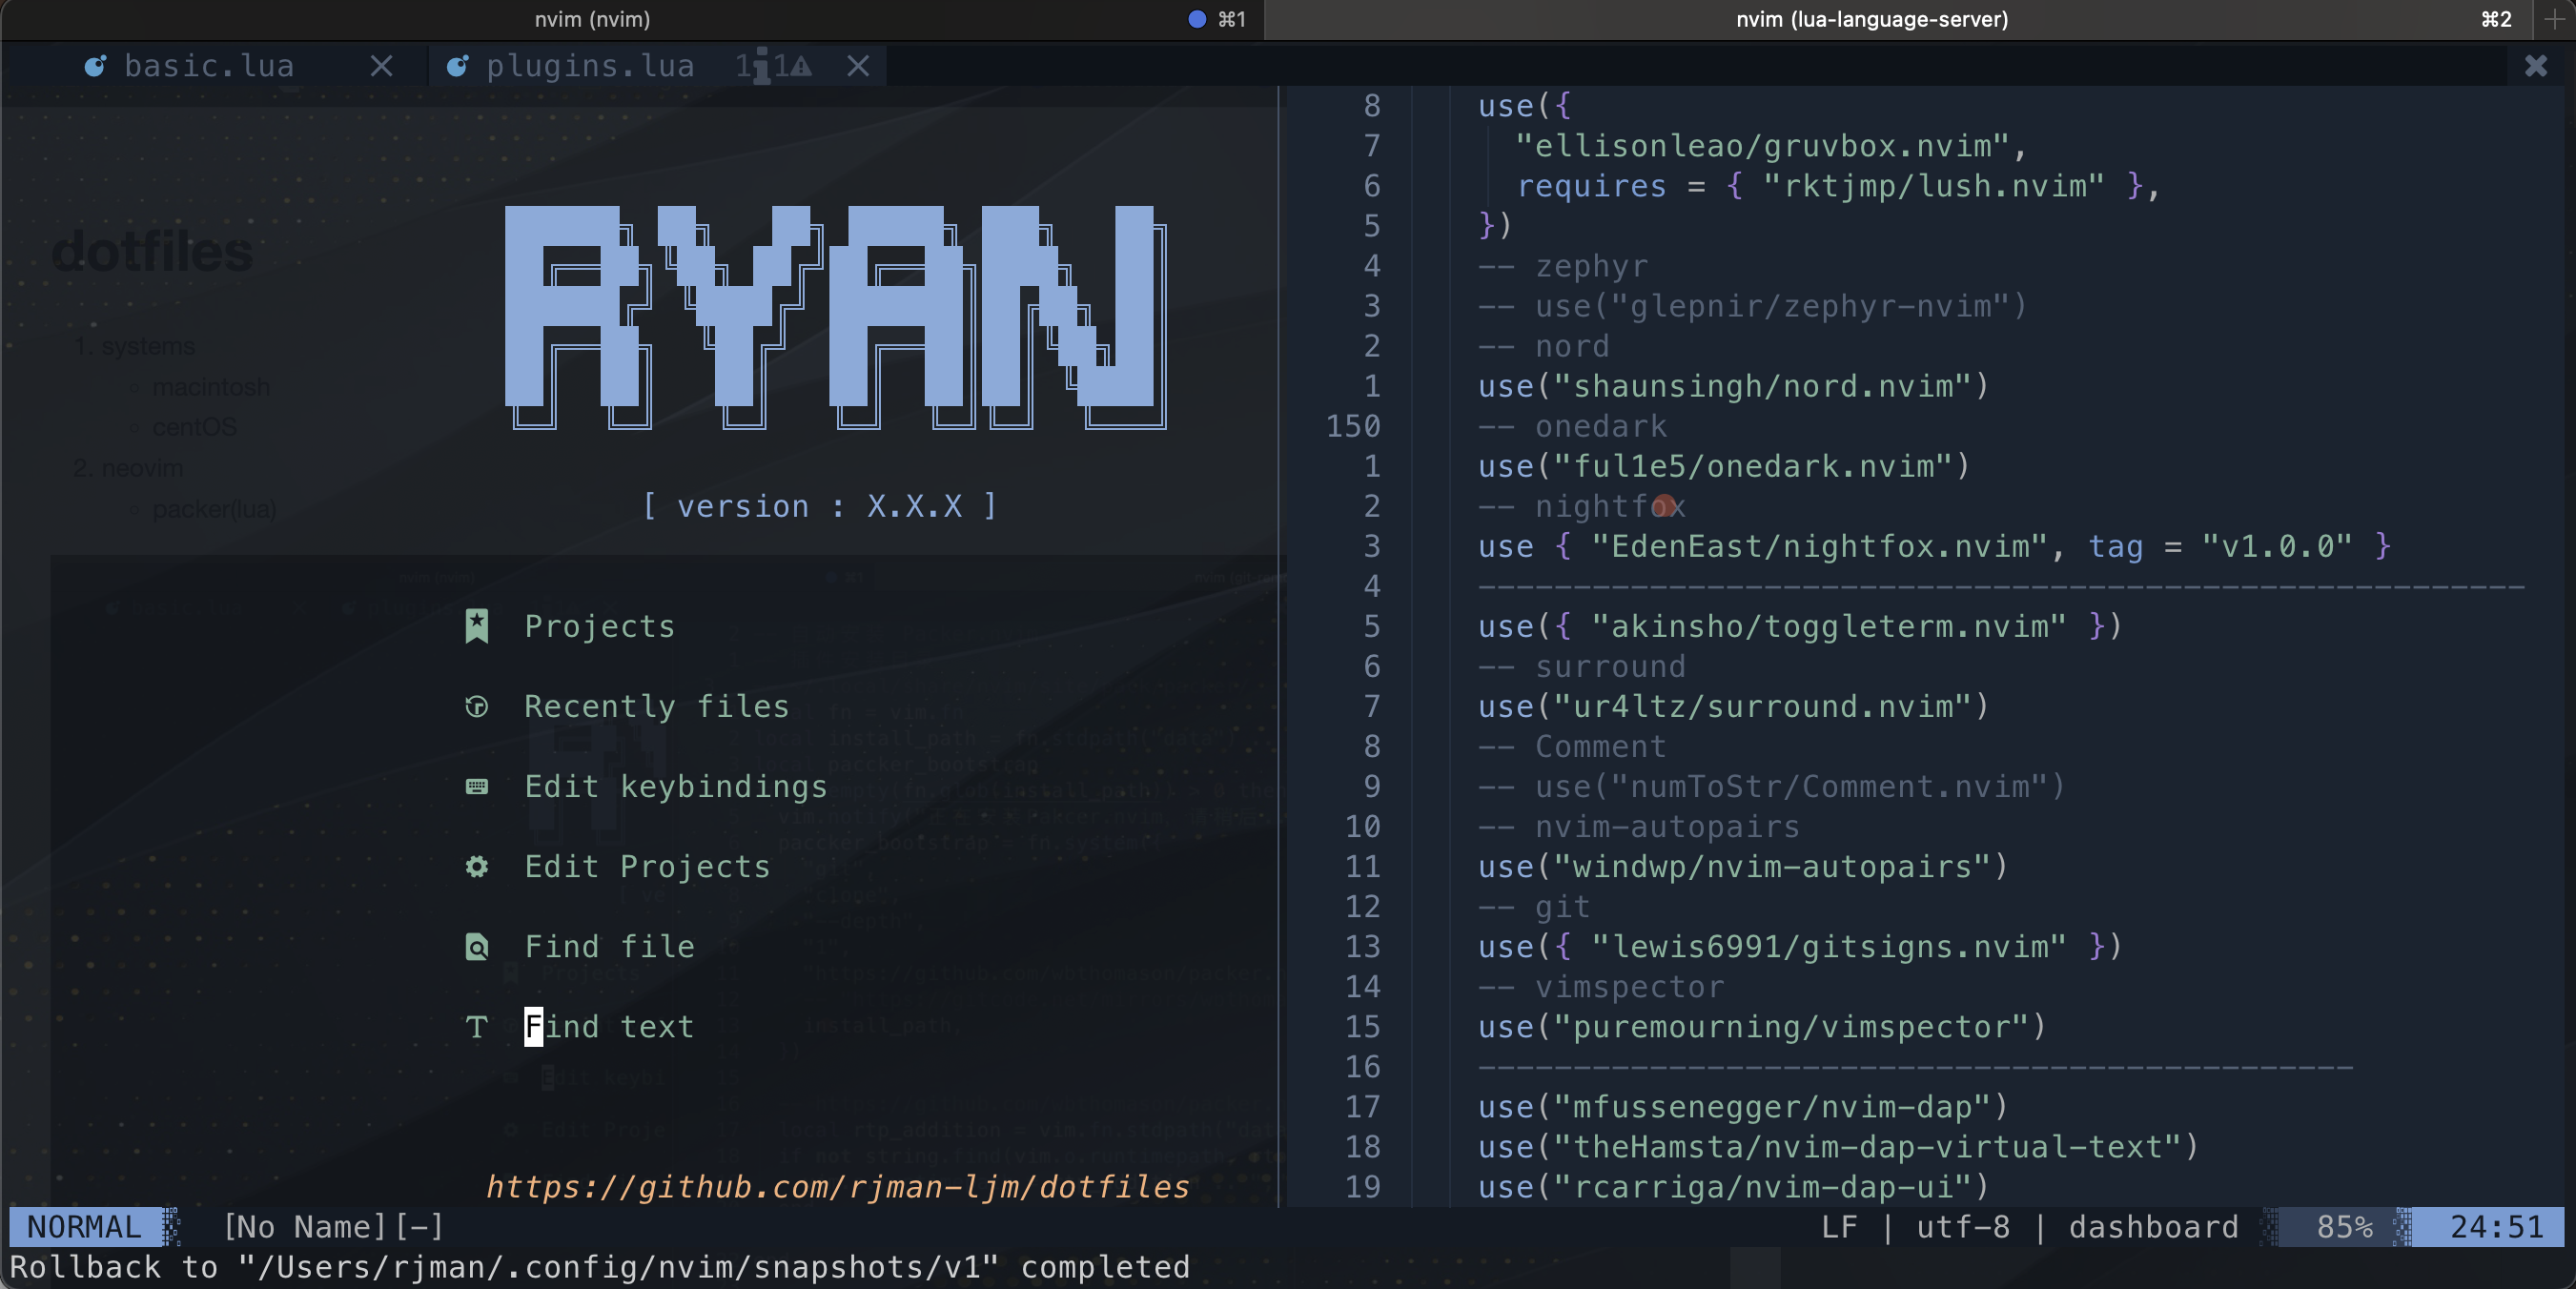 nvim (nvim) ⌘1 nvim (lua-language-server) ⌘2
basic.lua plugins.lua 1 1
dotfiles
1. systems
macintosh
centOS
2. neovim
packer(lua)
RYAN
[ version : X.X.X ]
Projects
Recently files
Edit keybindings
Edit Projects
Find file
Find text
https://github.com/rjman-ljm/dotfiles
8 use({
7 "ellisonleao/gruvbox.nvim",
6 requires = { "rktjmp/lush.nvim" },
5 })
4 -- zephyr
3 -- use("glepnir/zephyr-nvim")
2 -- nord
1 use("shaunsingh/nord.nvim")
150 -- onedark
1 use("ful1e5/onedark.nvim")
2 -- nightfox
3 use { "EdenEast/nightfox.nvim", tag = "v1.0.0" }
4 -------------------------------------------------------
5 use({ "akinsho/toggleterm.nvim" })
6 -- surround
7 use("ur4ltz/surround.nvim")
8 -- Comment
9 -- use("numToStr/Comment.nvim")
10 -- nvim-autopairs
11 use("windwp/nvim-autopairs")
12 -- git
13 use({ "lewis6991/gitsigns.nvim" })
14 -- vimspector
15 use("puremourning/vimspector")
16 ----------------------------------------------
17 use("mfussenegger/nvim-dap")
18 use("theHamsta/nvim-dap-virtual-text")
19 use("rcarriga/nvim-dap-ui")
NORMAL [No Name][-] LF | utf-8 | dashboard 85% 24:51
Rollback to "/Users/rjman/.config/nvim/snapshots/v1" completed